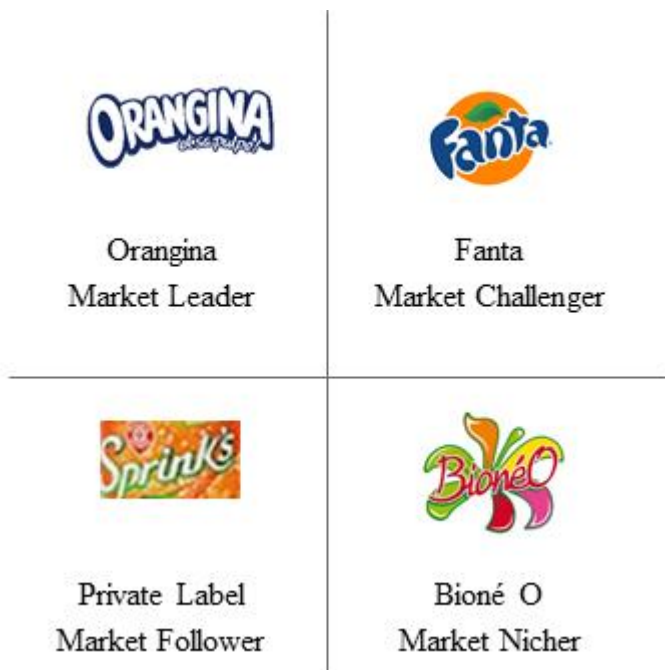 ORANGINA
Fanta
Orangina
Market Leader
Fanta
Market Challenger
Sprink's
BionéO
Private Label
Market Follower
Bioné O
Market Nicher